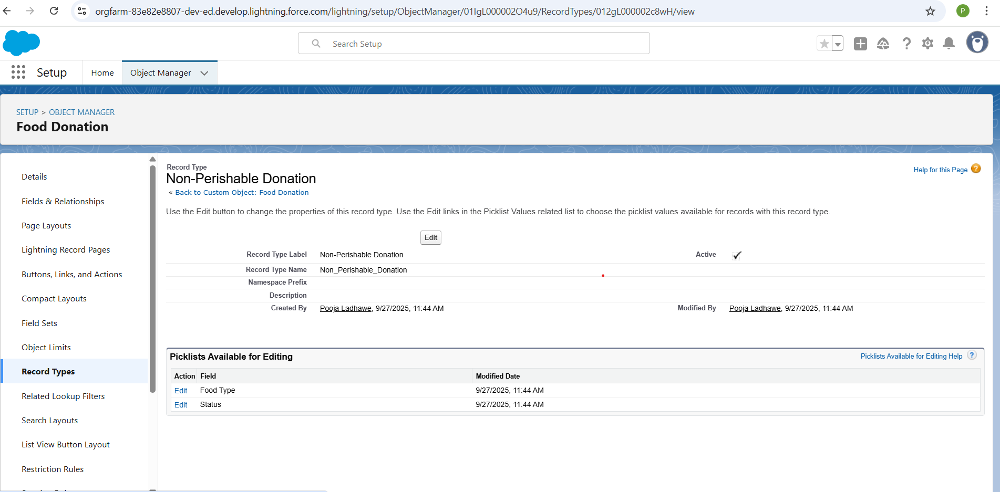 orgfarm-83e82e8807-dev-ed.develop.lightning.force.com/lightning/setup/ObjectManager/01IgL000002O4u9/RecordTypes/012gL000002c8wH/view
P
Search Setup
Setup Home Object Manager
SETUP > OBJECT MANAGER
Food Donation
Details
Fields & Relationships
Page Layouts
Lightning Record Pages
Buttons, Links, and Actions
Compact Layouts
Field Sets
Object Limits
Record Types
Related Lookup Filters
Search Layouts
List View Button Layout
Restriction Rules
Record Type
Non-Perishable Donation
Help for this Page ?
« Back to Custom Object: Food Donation
Use the Edit button to change the properties of this record type. Use the Edit links in the Picklist Values related list to choose the picklist values available for records with this record type.
Edit
Record Type Label Non-Perishable Donation Active
Record Type Name Non_Perishable_Donation
Namespace Prefix
Description
Created By Pooja Ladhawe, 9/27/2025, 11:44 AM Modified By Pooja Ladhawe, 9/27/2025, 11:44 AM
Picklists Available for Editing Picklists Available for Editing Help ?
Action Field Modified Date
Edit Food Type 9/27/2025, 11:44 AM
Edit Status 9/27/2025, 11:44 AM